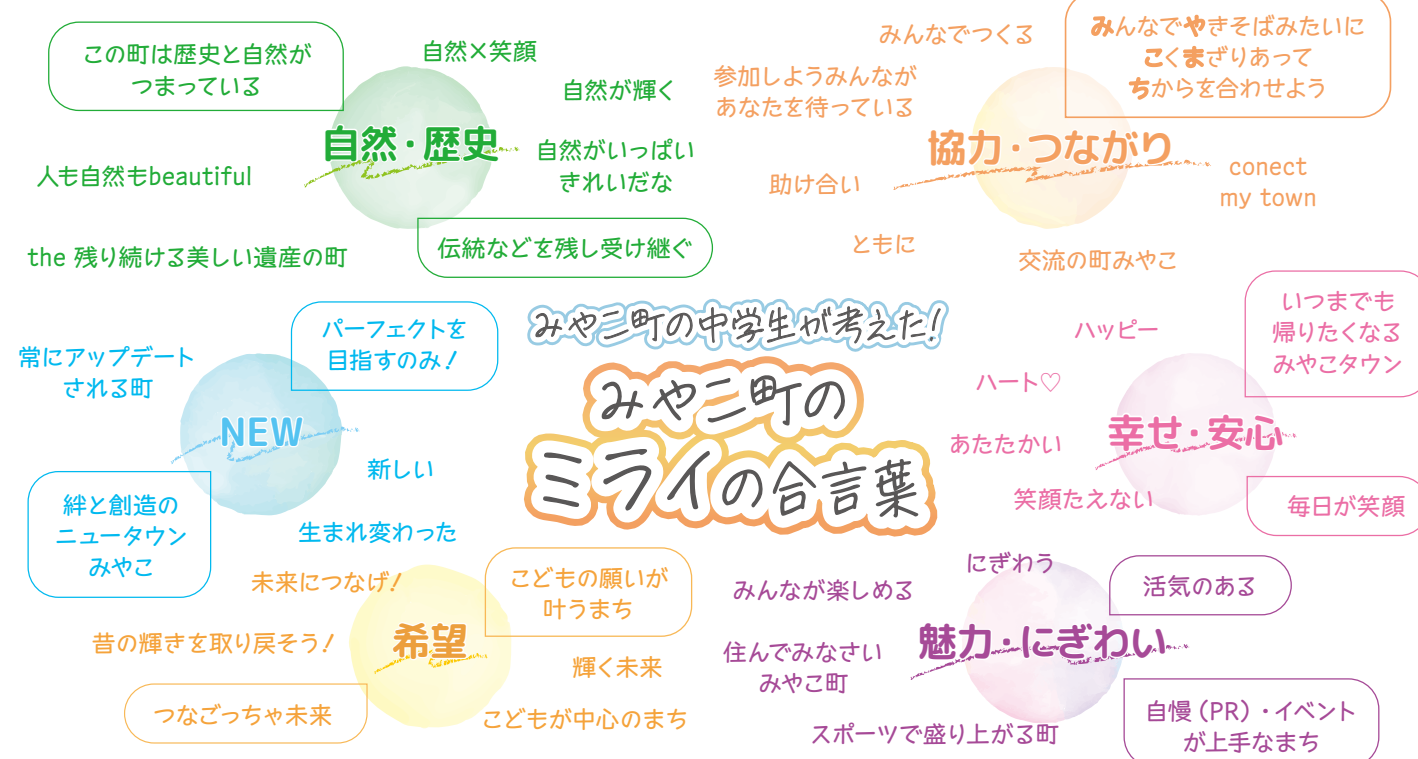 この町は歴史と自然が
つまっている
自然×笑顔
自然が輝く
自然・歴史
自然がいっぱい
きれいだな
人も自然もbeautiful
the 残り続ける美しい遺産の町
伝統などを残し受け継ぐ
みんなでつくる
みんなでやきそばみたいに
こくまざりあって
ちからを合わせよう
参加しようみんなが
あなたを待っている
協力・つながり
助け合い
conect
my town
ともに
交流の町みやこ
みやこ町の中学生が考えた!
みやこ町の
ミライの合言葉
パーフェクトを
目指すのみ!
常にアップデート
される町
NEW
新しい
絆と創造の
ニュータウン
みやこ
生まれ変わった
いつまでも
帰りたくなる
みやこタウン
ハッピー
ハート♡
幸せ・安心
あたたかい
笑顔たえない
毎日が笑顔
未来につなげ!
こどもの願いが
叶うまち
昔の輝きを取り戻そう!
希望
輝く未来
つなごっちゃ未来
こどもが中心のまち
にぎわう
みんなが楽しめる
活気のある
魅力・にぎわい
住んでみなさい
みやこ町
スポーツで盛り上がる町
自慢(PR)・イベント
が上手なまち